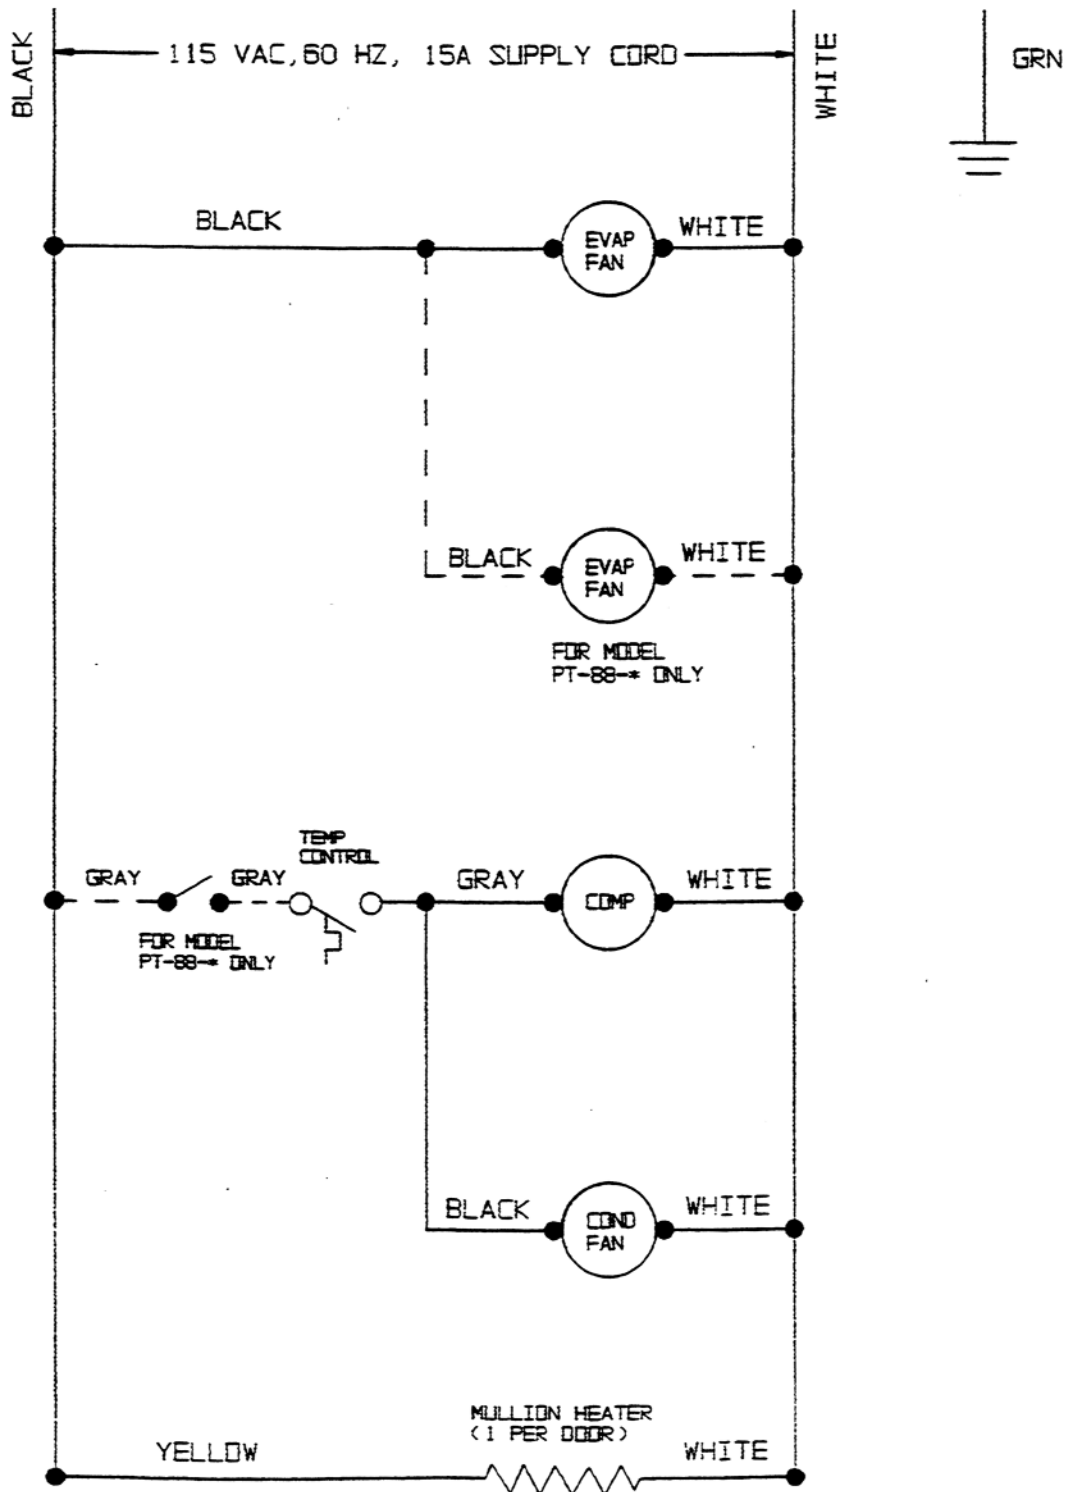 BLACK
115 VAC,60 HZ, 15A SUPPLY CORD
WHITE
GRN
BLACK
EVAP
FAN
WHITE
BLACK
EVAP
FAN
WHITE
FOR MODEL
PT-88-* ONLY
TEMP
CONTROL
GRAY
GRAY
GRAY
COMP
WHITE
FOR MODEL
PT-88-* ONLY
BLACK
COND
FAN
WHITE
MULLION HEATER
(1 PER DOOR)
YELLOW
WHITE